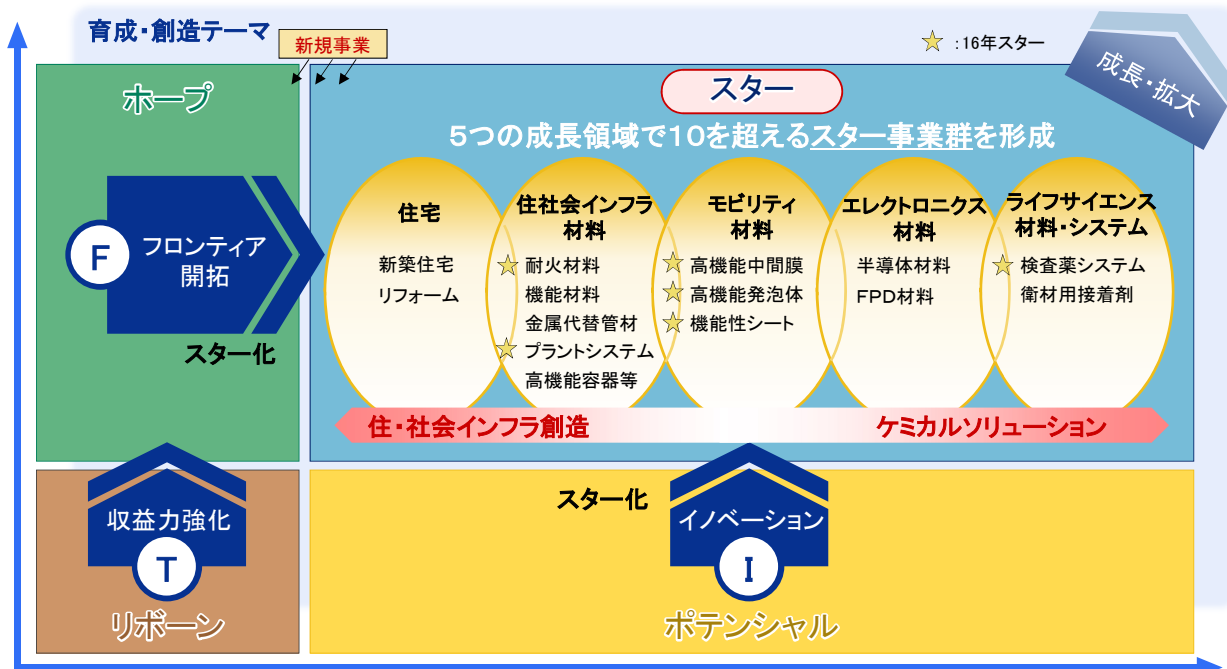 育成・創造テーマ
新規事業
:16年スター
成長・拡大
ホープ
スター
5つの成長領域で10を超えるスター事業群を形成
F
フロンティア
開拓
スター化
住宅
新築住宅
リフォーム
住社会インフラ
材料
耐火材料
機能材料
金属代替管材
プラントシステム
高機能容器等
モビリティ
材料
高機能中間膜
高機能発泡体
機能性シート
エレクトロニクス
材料
半導体材料
FPD材料
ライフサイエンス
材料・システム
検査薬システム
衛材用接着剤
住・社会インフラ創造
ケミカルソリューション
収益力強化
T
リボーン
スター化
イノベーション
I
ポテンシャル